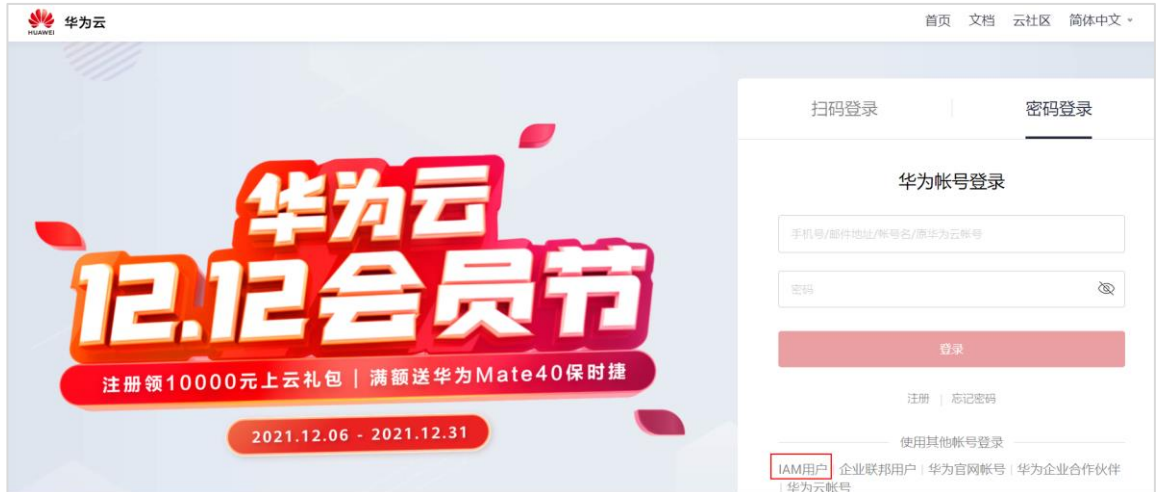 HUAWEI 华为云 首页 文档 云社区 简体中文
扫码登录 密码登录
华为云
12.12会员节
注册领10000元上云礼包 | 满额送华为Mate40保时捷
2021.12.06 - 2021.12.31
华为帐号登录
手机号/邮件地址/帐号名/原华为云帐号
密码
登录
注册 | 忘记密码
使用其他帐号登录
IAM用户 | 企业联邦用户 | 华为官网帐号 | 华为企业合作伙伴
| 华为云帐号